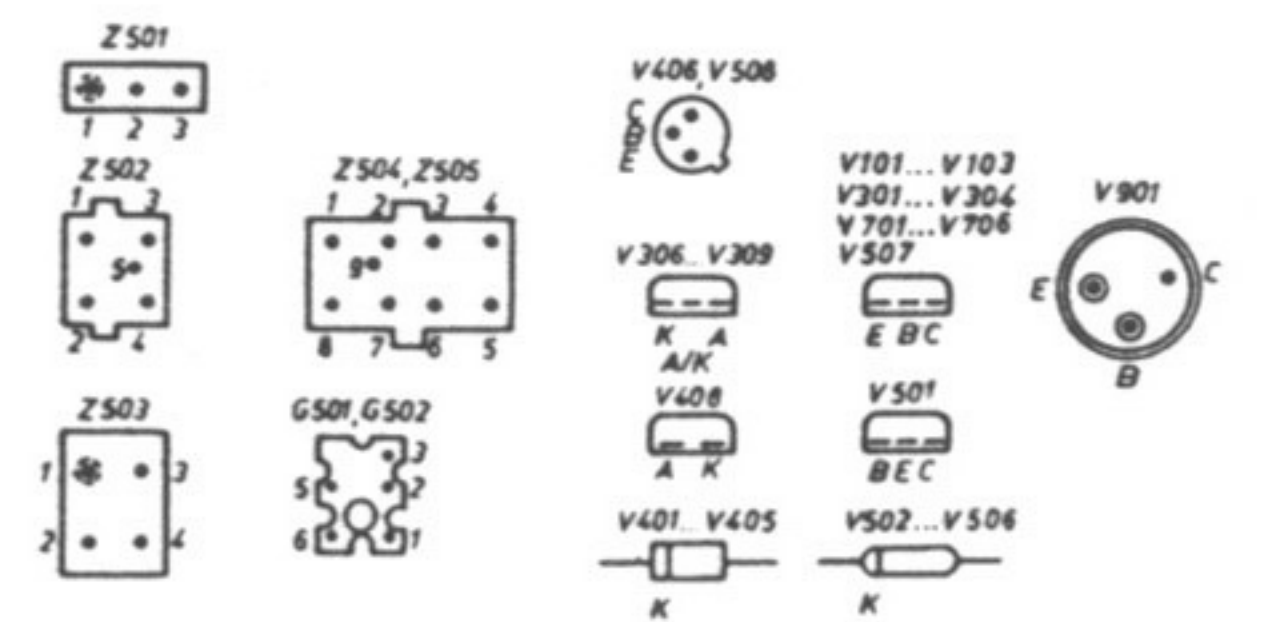 Z501
1 2 3
Z502
1 3
5
2 4
Z503
1 3
2 4
Z504, Z505
1 2 3 4
9
8 7 6 5
G501, G502
3
5 2
6 1
V406, V508
C
B
E
V306...V309
K A
A/K
V408
A K
V401...V405
K
V101...V103
V301...V304
V701...V706
V507
E B C
V501
B E C
V502...V506
K
V901
E C
B